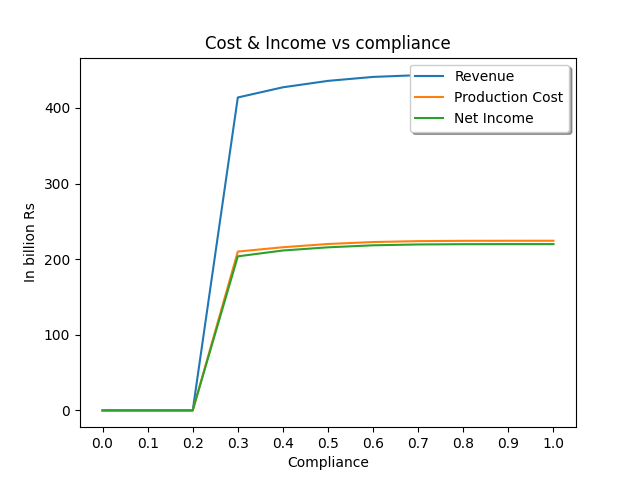 Cost & Income vs compliance
Revenue
Production Cost
Net Income
In billion Rs
400
300
200
100
0
0.0 0.1 0.2 0.3 0.4 0.5 0.6 0.7 0.8 0.9 1.0
Compliance